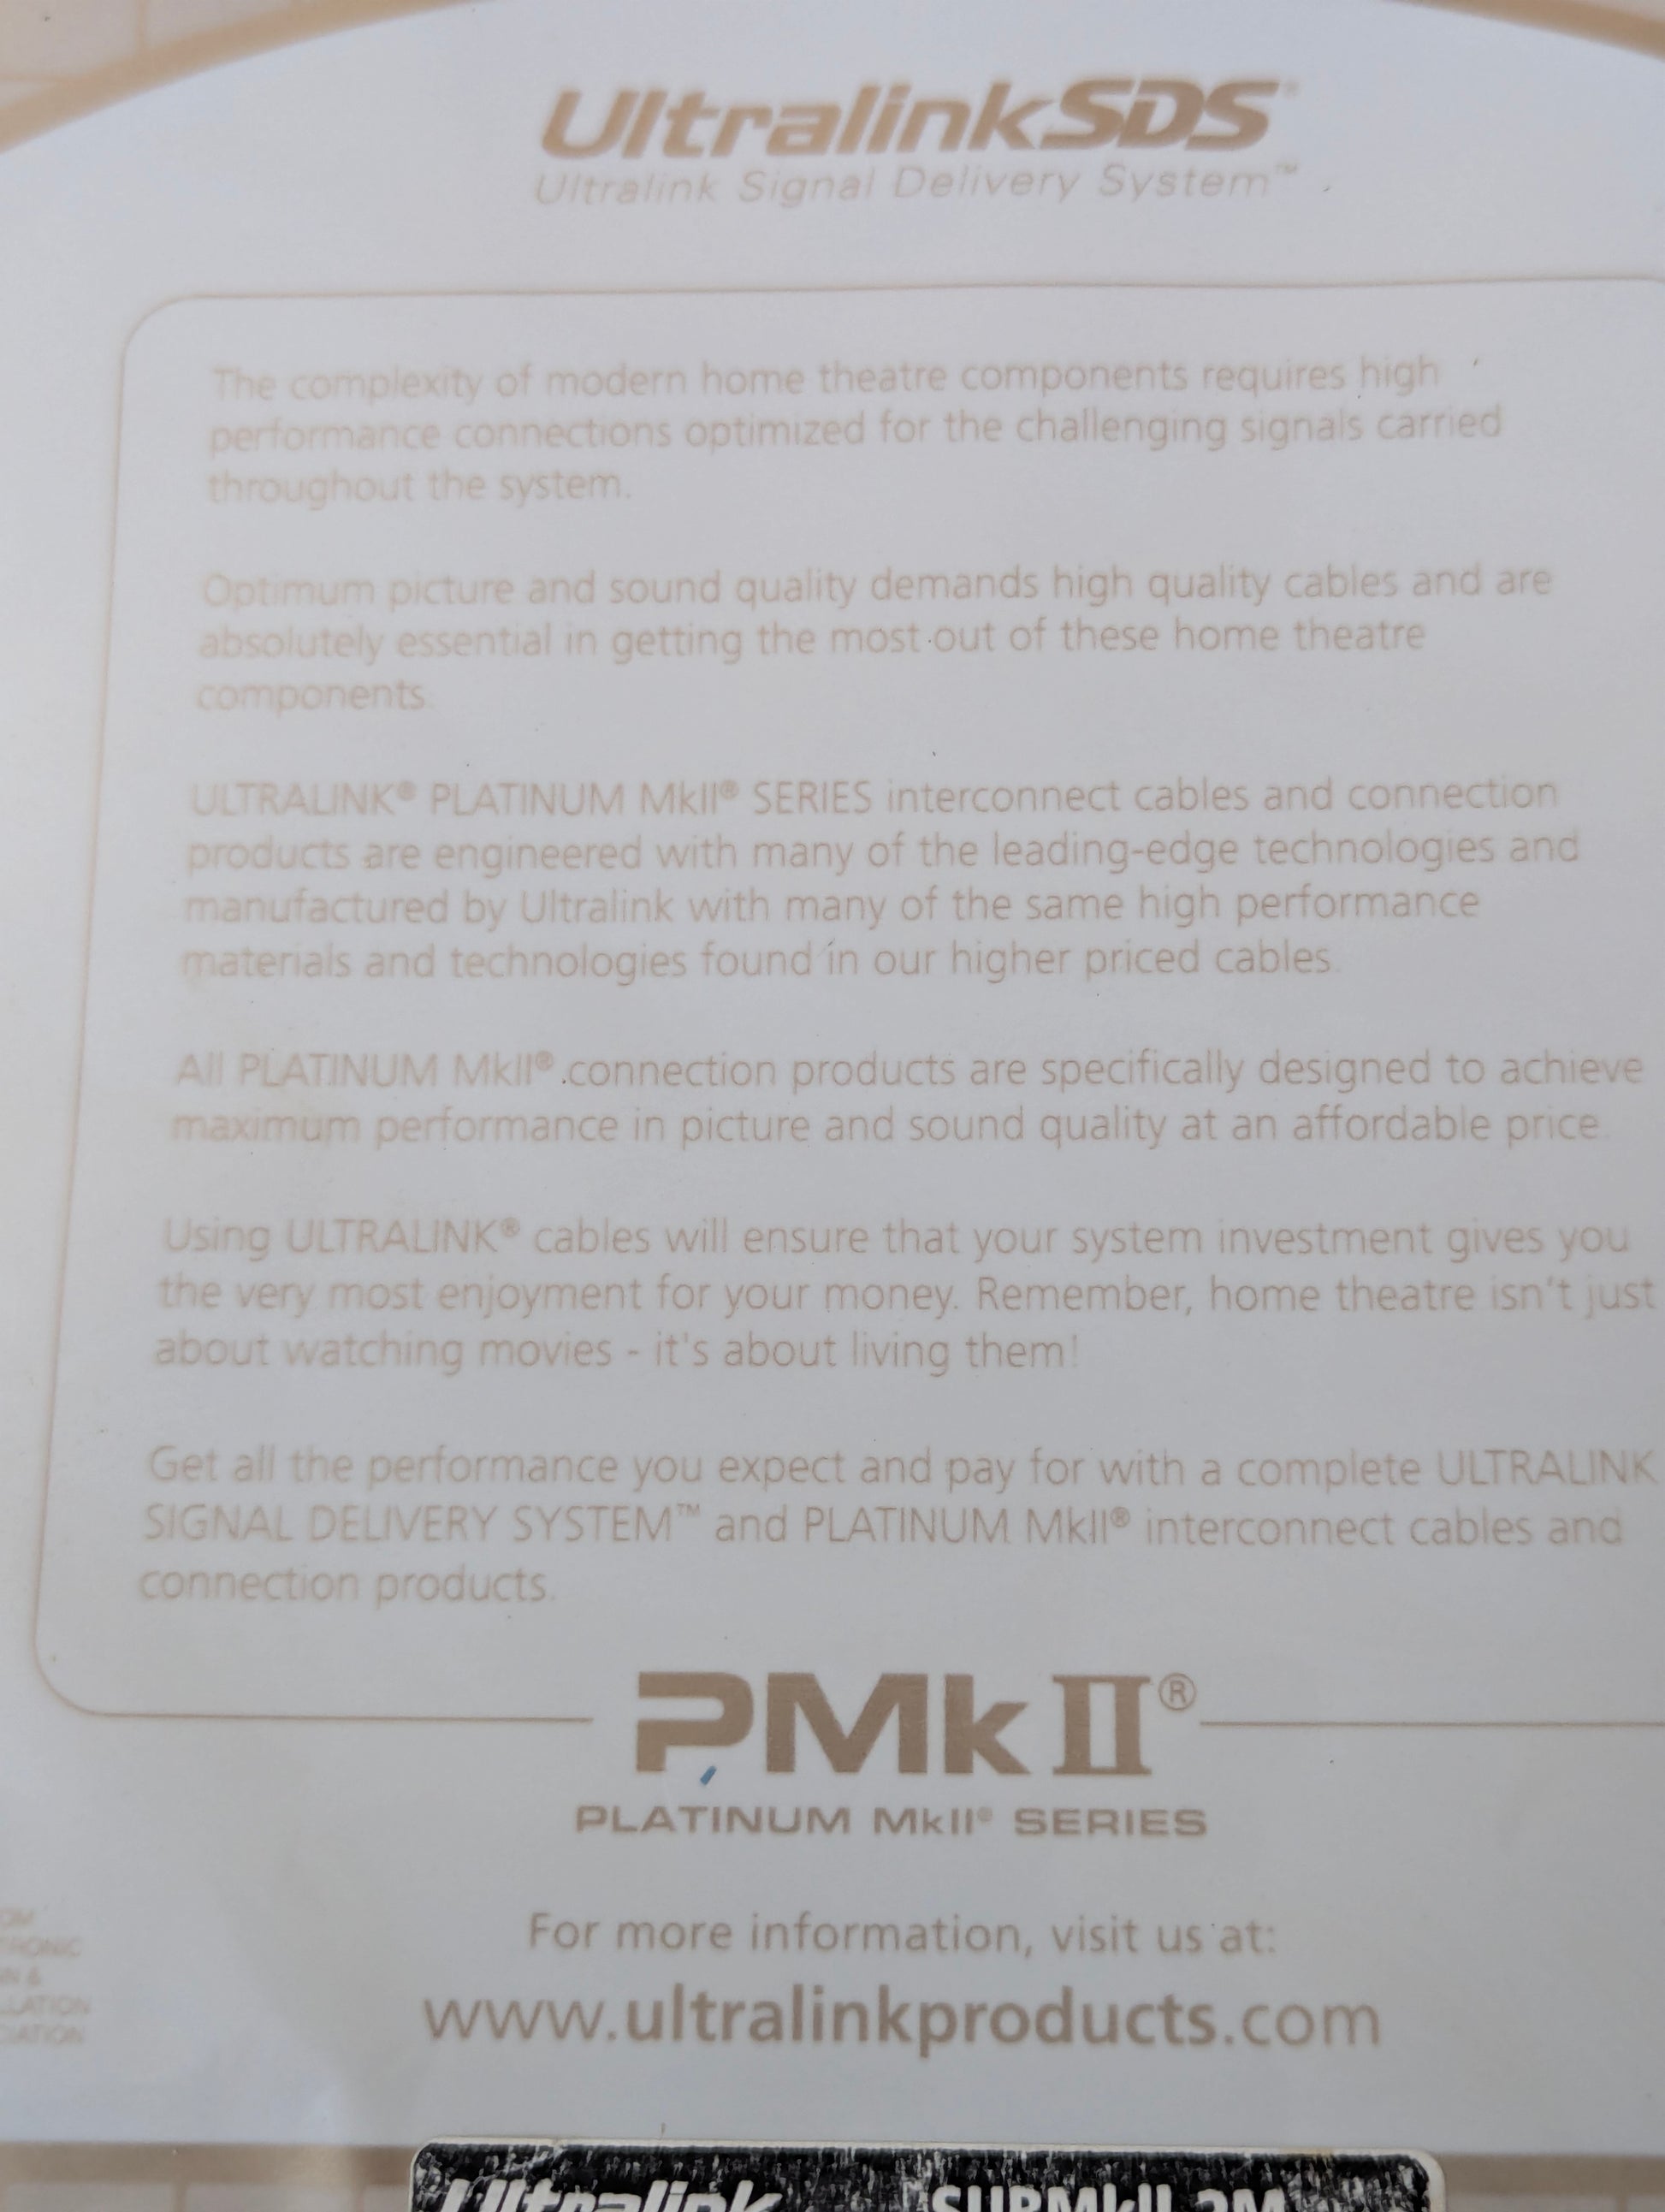 UltralinkSDS®
Ultralink Signal Delivery System™
The complexity of modern home theatre components requires high
performance connections optimized for the challenging signals carried
throughout the system.
Optimum picture and sound quality demands high quality cables and are
absolutely essential in getting the most out of these home theatre
components.
ULTRALINK® PLATINUM MkII® SERIES interconnect cables and connection
products are engineered with many of the leading-edge technologies and
manufactured by Ultralink with many of the same high performance
materials and technologies found in our higher priced cables.
All PLATINUM MkII® connection products are specifically designed to achieve
maximum performance in picture and sound quality at an affordable price.
Using ULTRALINK® cables will ensure that your system investment gives you
the very most enjoyment for your money. Remember, home theatre isn't just
about watching movies - it's about living them!
Get all the performance you expect and pay for with a complete ULTRALINK
SIGNAL DELIVERY SYSTEM™ and PLATINUM MkII® interconnect cables and
connection products.
PMkII®
PLATINUM MkII® SERIES
For more information, visit us at:
www.ultralinkproducts.com
Ultralink SUBMkII-2M